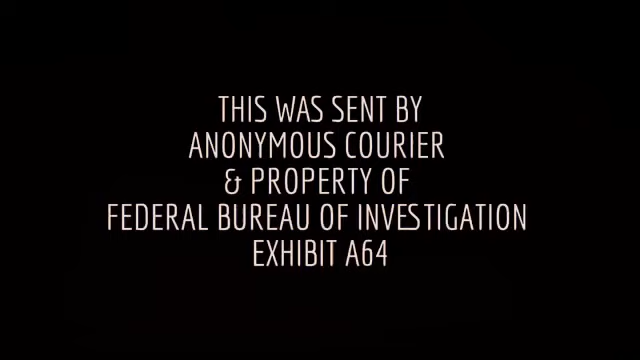 THIS WAS SENT BY
ANONYMOUS COURIER
& PROPERTY OF
FEDERAL BUREAU OF INVESTIGATION
EXHIBIT A64